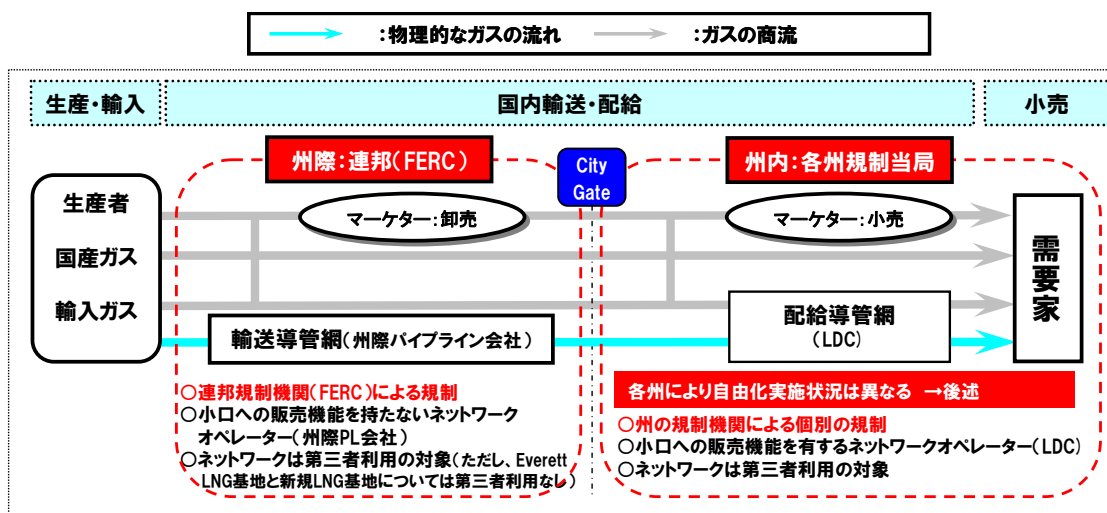 :物理的なガスの流れ
:ガスの商流
生産・輸入
国内輸送・配給
小売
州際:連邦(FERC)
City
Gate
州内:各州規制当局
生産者
国産ガス
輸入ガス
マーケター:卸売
マーケター:小売
需要家
輸送導管網(州際パイプライン会社)
配給導管網
(LDC)
○連邦規制機関(FERC)による規制
○小口への販売機能を持たないネットワーク
オペレーター(州際PL会社)
○ネットワークは第三者利用の対象(ただし、Everett
LNG基地と新規LNG基地については第三者利用なし)
各州により自由化実施状況は異なる →後述
○州の規制機関による個別の規制
○小口への販売機能を有するネットワークオペレーター(LDC)
○ネットワークは第三者利用の対象